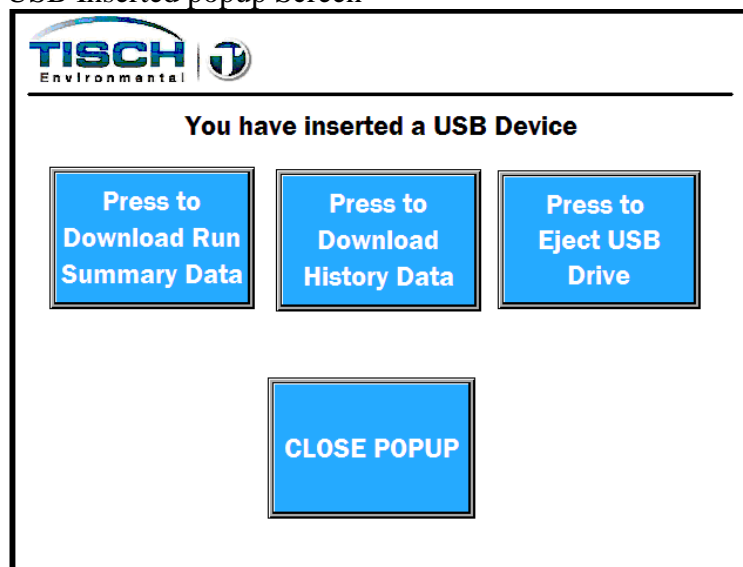 USB Inserted popup Screen
TISCH
Environmental
You have inserted a USB Device
Press to
Download Run
Summary Data
Press to
Download
History Data
Press to
Eject USB
Drive
CLOSE POPUP